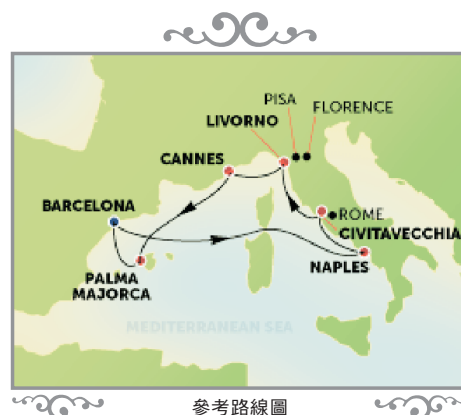 PISA
FLORENCE
LIVORNO
CANNES
BARCELONA
ROME
CIVITAVECCHIA
NAPLES
PALMA
MAJORCA
MEDITERRANEAN SEA
參考路線圖